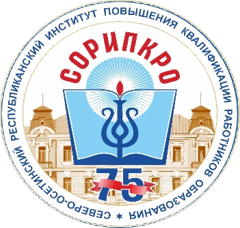 СЕВЕРО-ОСЕТИНСКИЙ РЕСПУБЛИКАНСКИЙ ИНСТИТУТ ПОВЫШЕНИЯ КВАЛИФИКАЦИИ РАБОТНИКОВ ОБРАЗОВАНИЯ
СОРИПКРО
75